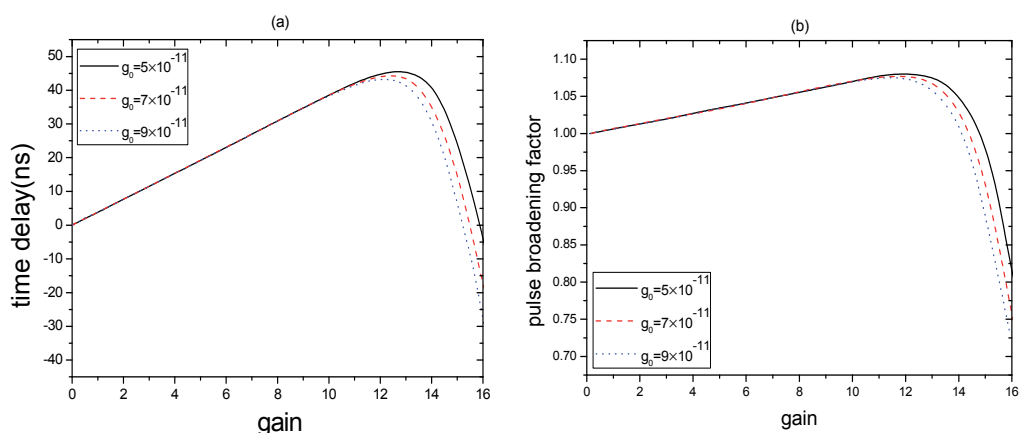 (a)
time delay(ns)
50
40
30
20
10
0
-10
-20
-30
-40
g₀=5×10⁻¹¹
g₀=7×10⁻¹¹
g₀=9×10⁻¹¹
0 2 4 6 8 10 12 14 16
gain
(b)
pulse broadening factor
1.10
1.05
1.00
0.95
0.90
0.85
0.80
0.75
0.70
g₀=5×10⁻¹¹
g₀=7×10⁻¹¹
g₀=9×10⁻¹¹
0 2 4 6 8 10 12 14 16
gain